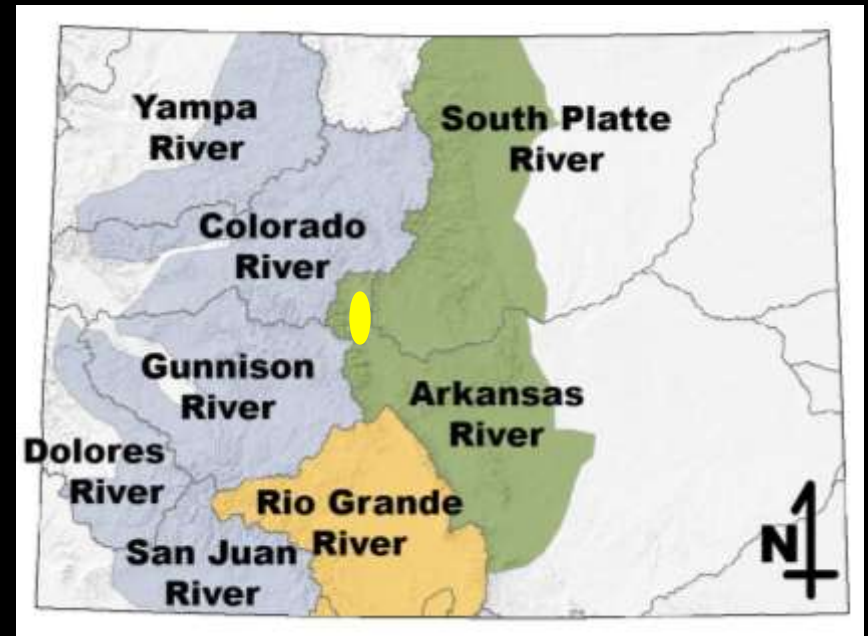 Yampa
River
South Platte
River
Colorado
River
Gunnison
River
Arkansas
River
Dolores
River
Rio Grande
River
San Juan
River
N